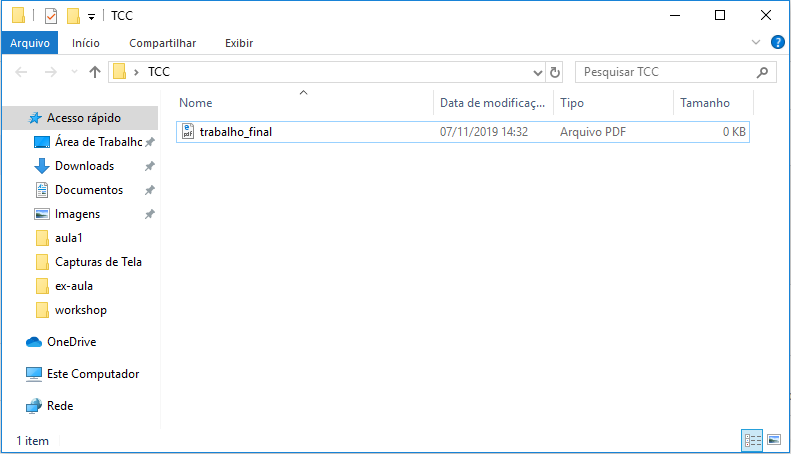 TCC
Arquivo Início Compartilhar Exibir
TCC Pesquisar TCC
Nome Data de modificaç... Tipo Tamanho
trabalho_final 07/11/2019 14:32 Arquivo PDF 0 KB
Acesso rápido
Área de Trabalho
Downloads
Documentos
Imagens
aula1
Capturas de Tela
ex-aula
workshop
OneDrive
Este Computador
Rede
1 item